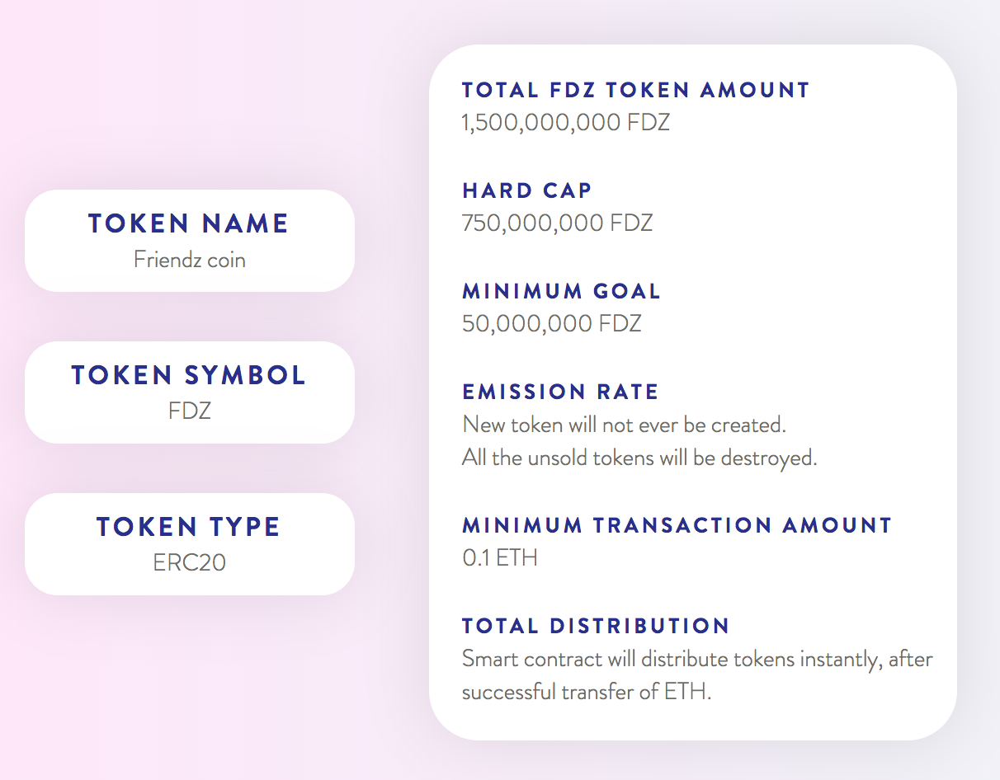 TOKEN NAME
Friendz coin
TOKEN SYMBOL
FDZ
TOKEN TYPE
ERC20
TOTAL FDZ TOKEN AMOUNT
1,500,000,000 FDZ
HARD CAP
750,000,000 FDZ
MINIMUM GOAL
50,000,000 FDZ
EMISSION RATE
New token will not ever be created.
All the unsold tokens will be destroyed.
MINIMUM TRANSACTION AMOUNT
0.1 ETH
TOTAL DISTRIBUTION
Smart contract will distribute tokens instantly, after
successful transfer of ETH.